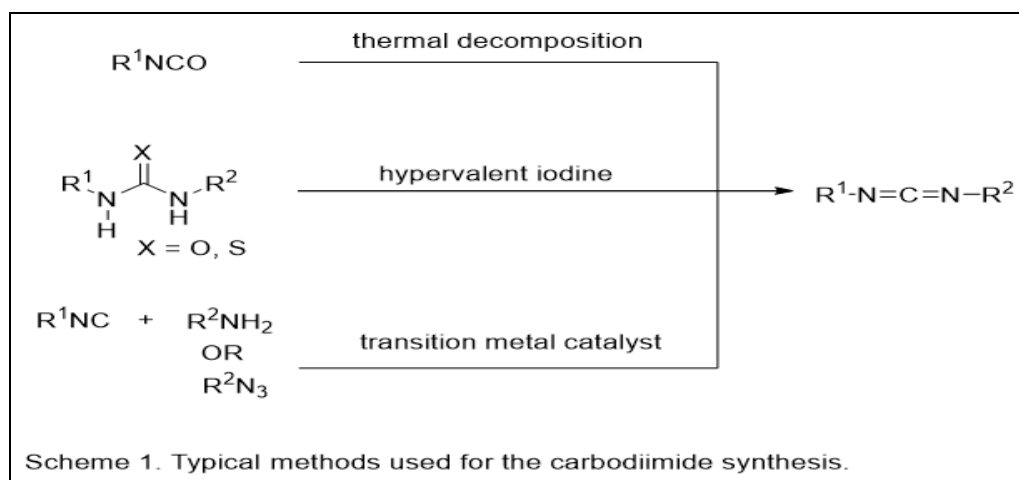 thermal decomposition
R¹NCO
X
hypervalent iodine
R¹ N N R²
H H
R¹-N=C=N-R²
X = O, S
R¹NC + R²NH₂
OR
R²N₃
transition metal catalyst
Scheme 1. Typical methods used for the carbodiimide synthesis.